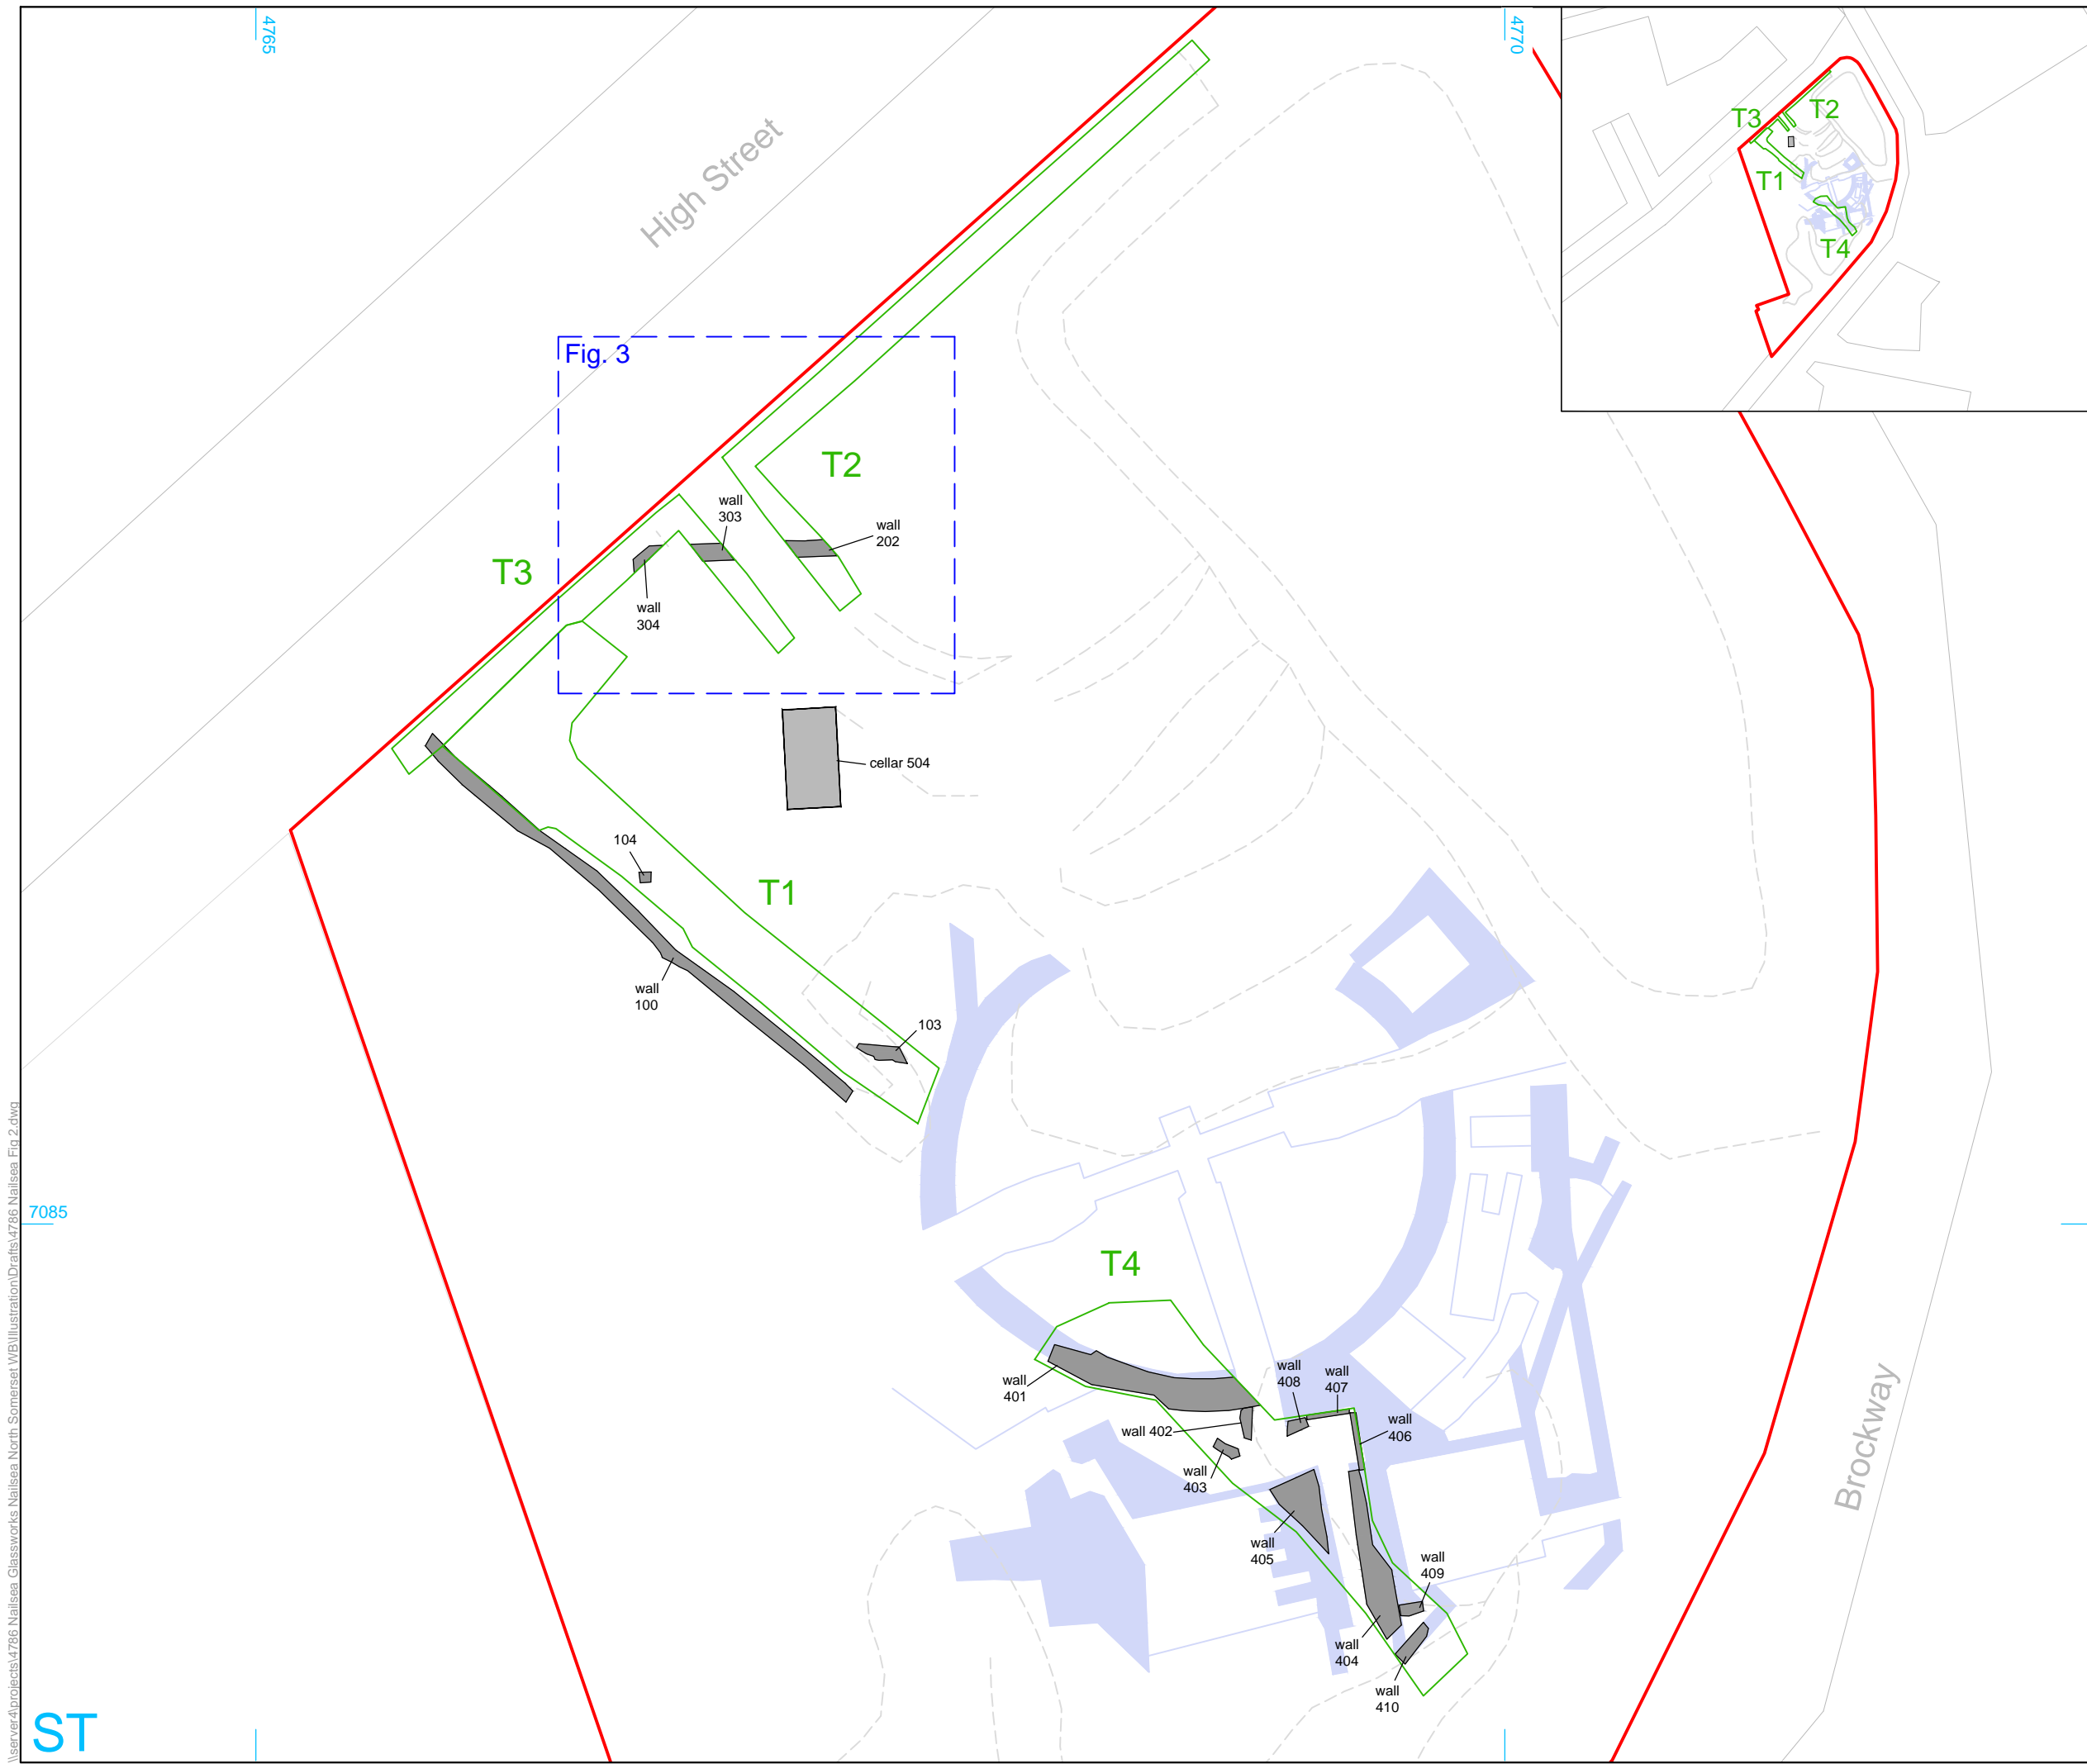 4765
4770
High Street
T3
T2
T1
T4
Fig. 3
T2
wall
303
wall
202
T3
wall
304
cellar 504
104
T1
wall
100
103
7085
T4
wall
401
wall
408
wall
407
wall
406
wall 402
wall
403
wall
405
wall
409
wall
404
wall
410
Brockway
ST
\\server4\projects\4786 Nailsea Glassworks Nailsea North Somerset WB\Illustration\Drafts\4786 Nailsea Fig 2.dwg